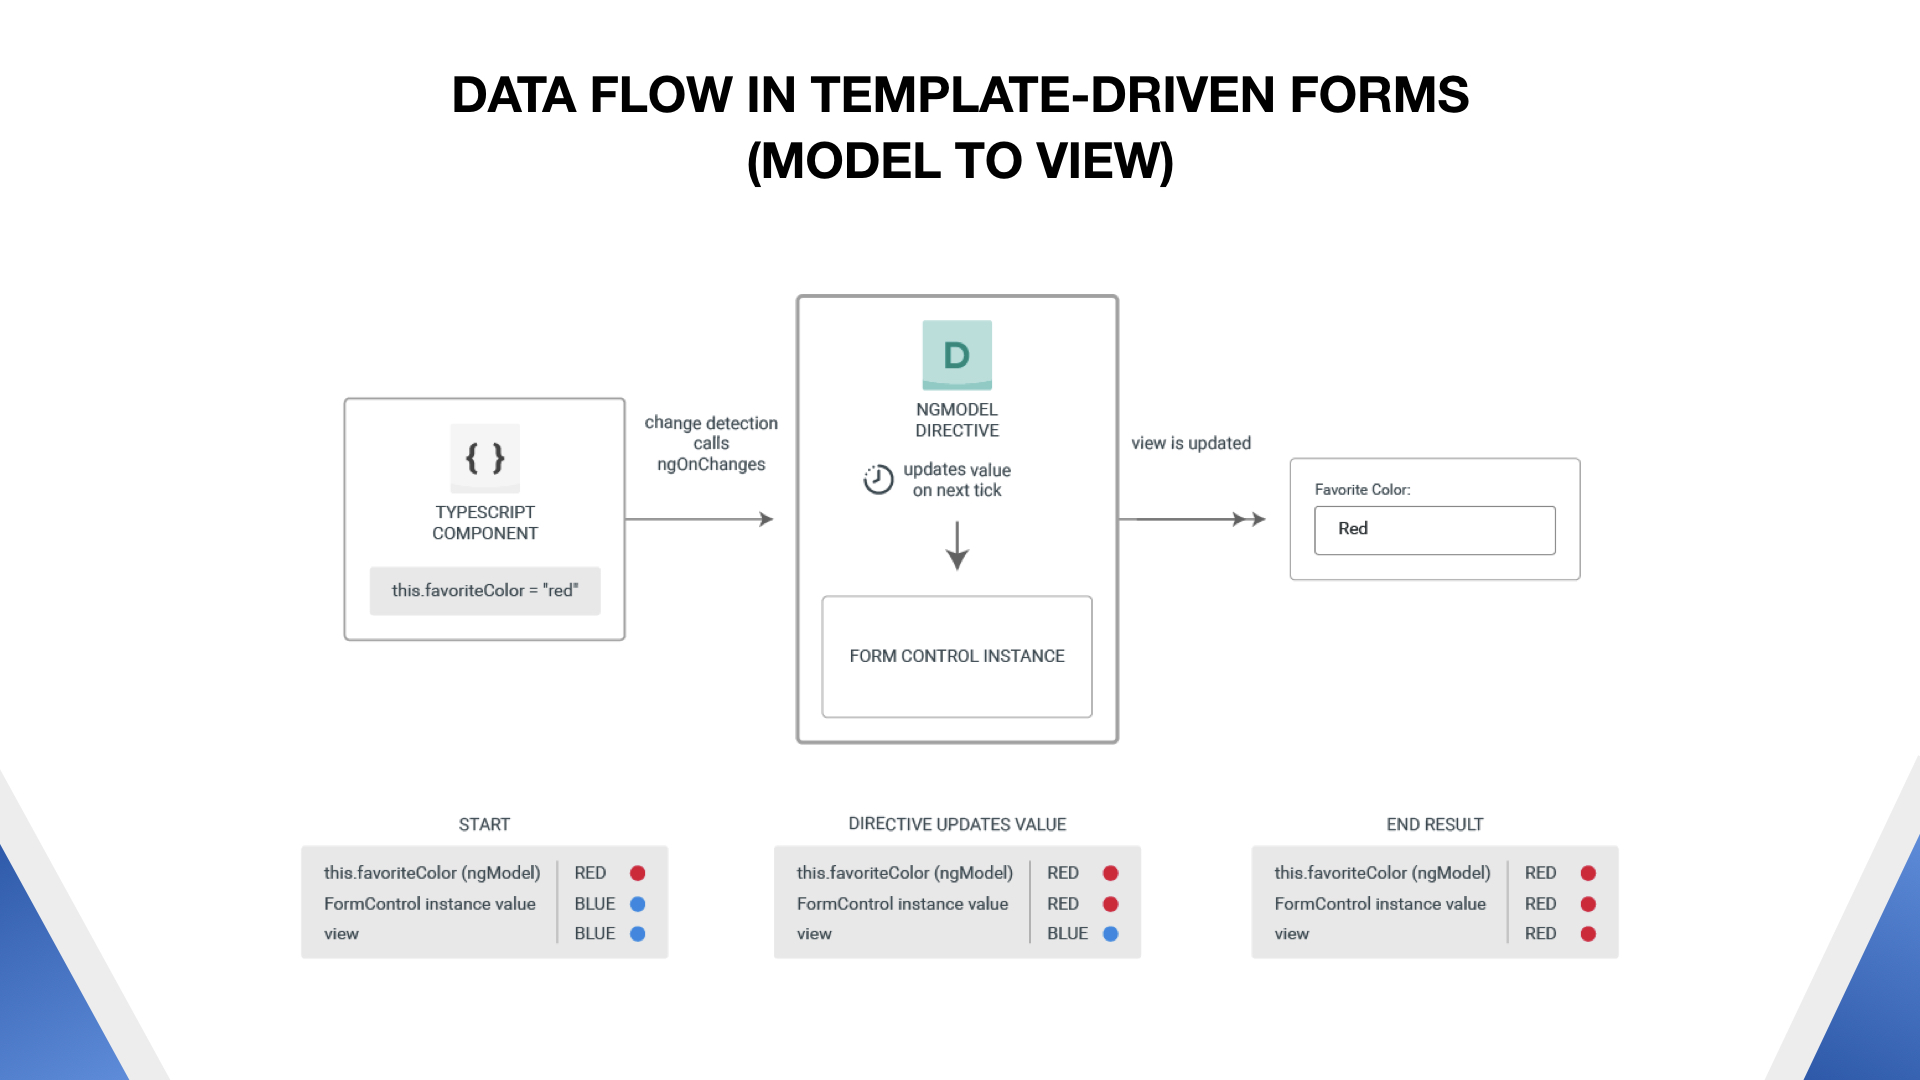 DATA FLOW IN TEMPLATE-DRIVEN FORMS
(MODEL TO VIEW)
{ }
TYPESCRIPT
COMPONENT
this.favoriteColor = "red"
change detection
calls
ngOnChanges
D
NGMODEL
DIRECTIVE
updates value
on next tick
FORM CONTROL INSTANCE
view is updated
Favorite Color:
Red
START
this.favoriteColor (ngModel) RED
FormControl instance value BLUE
view BLUE
DIRECTIVE UPDATES VALUE
this.favoriteColor (ngModel) RED
FormControl instance value RED
view BLUE
END RESULT
this.favoriteColor (ngModel) RED
FormControl instance value RED
view RED